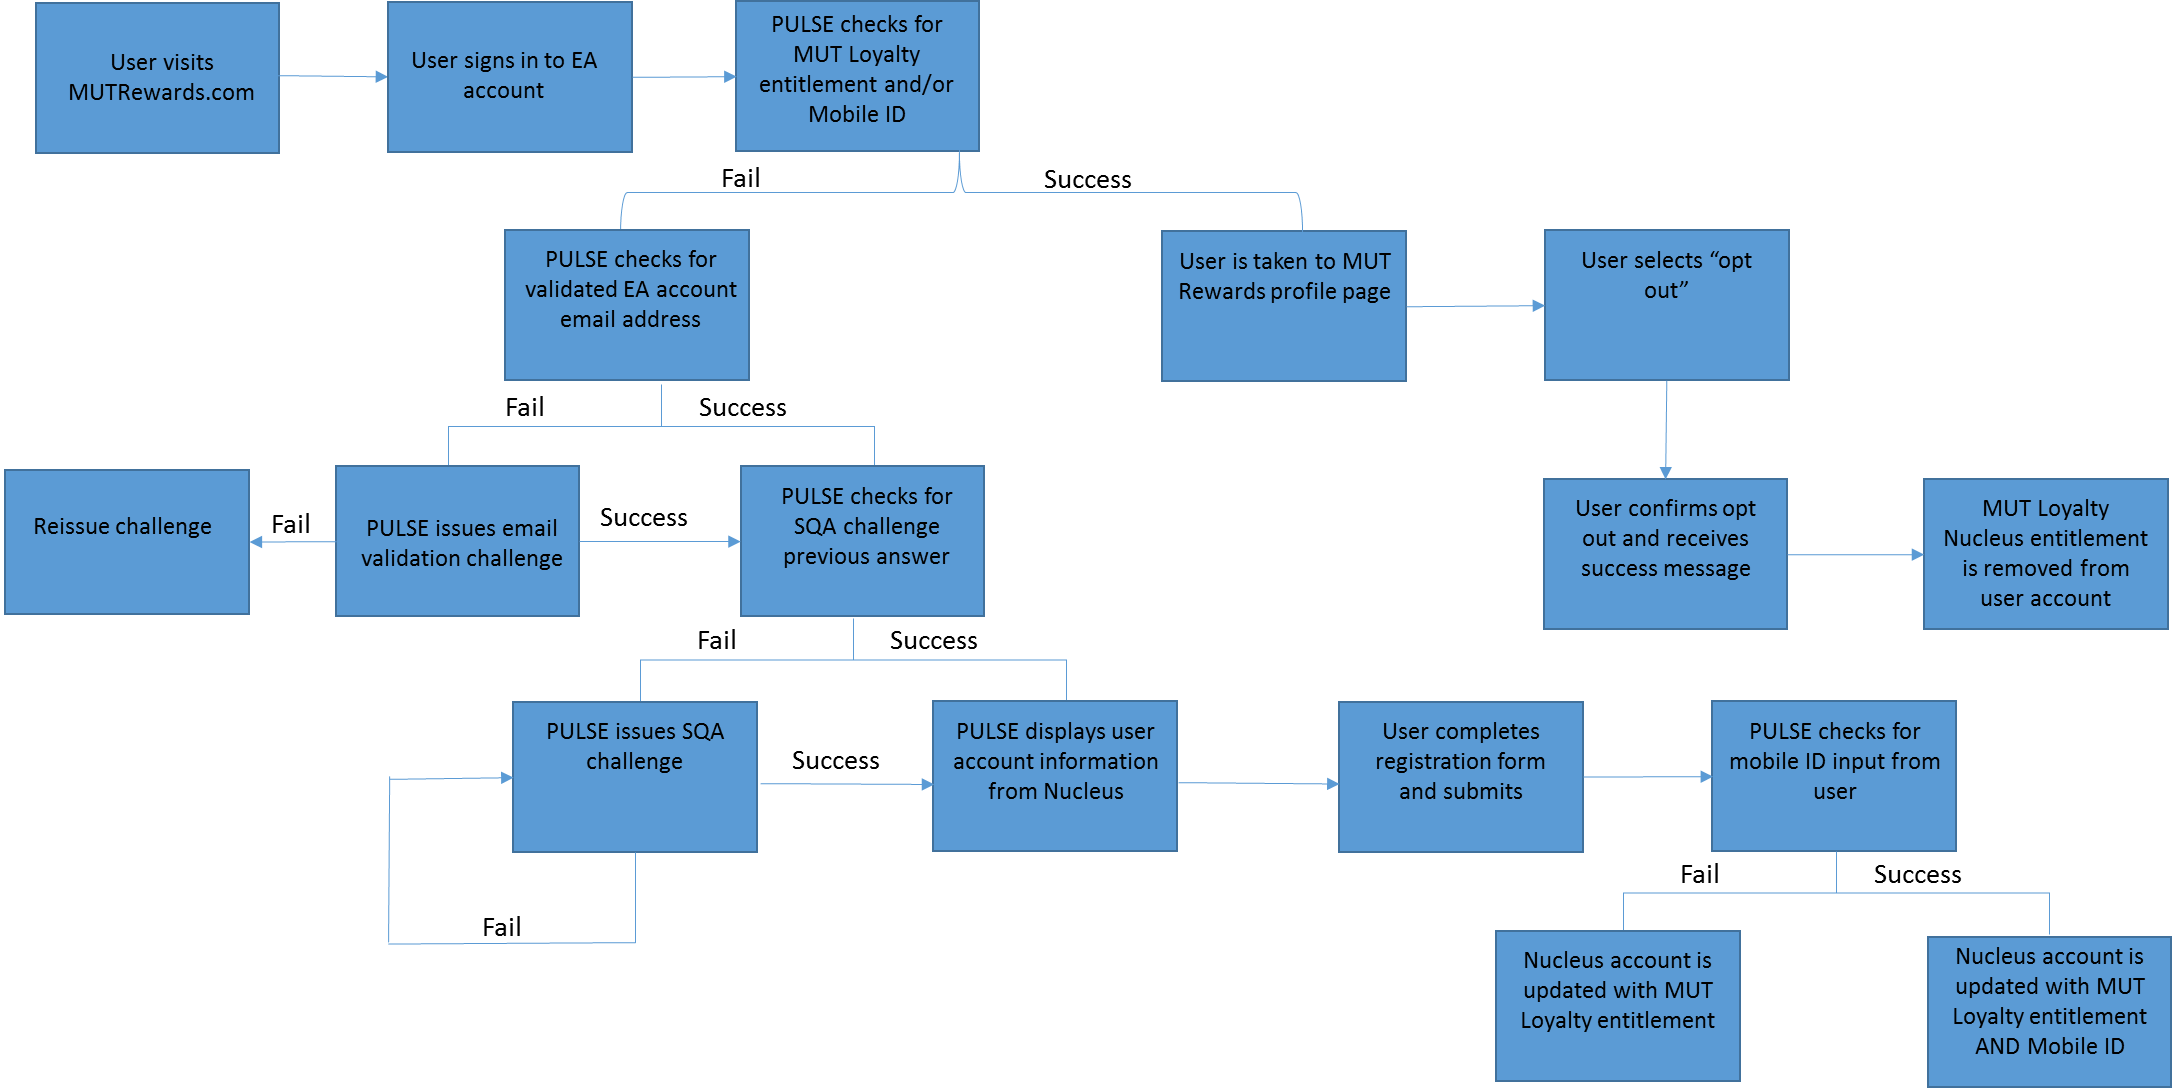 User visits
MUTRewards.com
User signs in to EA
account
PULSE checks for
MUT Loyalty
entitlement and/or
Mobile ID
Fail
Success
PULSE checks for
validated EA account
email address
User is taken to MUT
Rewards profile page
User selects “opt
out”
Fail
Success
Reissue challenge
Fail
PULSE issues email
validation challenge
Success
PULSE checks for
SQA challenge
previous answer
User confirms opt
out and receives
success message
MUT Loyalty
Nucleus entitlement
is removed from
user account
Fail
Success
PULSE issues SQA
challenge
Success
PULSE displays user
account information
from Nucleus
User completes
registration form
and submits
PULSE checks for
mobile ID input from
user
Fail
Fail
Success
Nucleus account is
updated with MUT
Loyalty entitlement
Nucleus account is
updated with MUT
Loyalty entitlement
AND Mobile ID